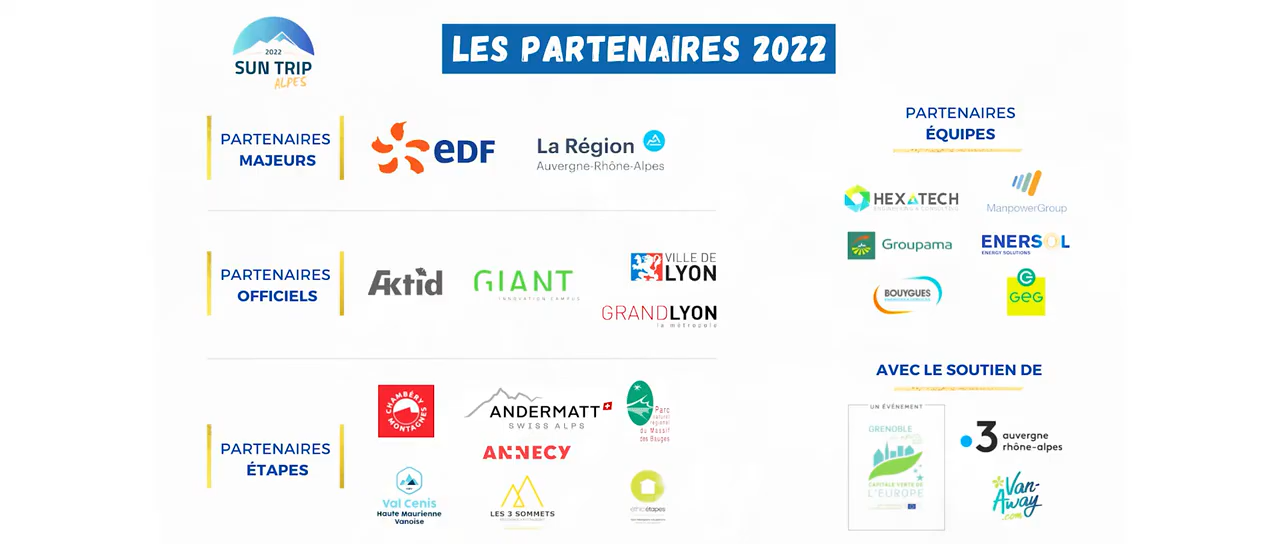 2022
SUN TRIP
ALPES
LES PARTENAIRES 2022
PARTENAIRES
MAJEURS
eDF
La Région
Auvergne-Rhône-Alpes
PARTENAIRES
OFFICIELS
Aktid
GIANT
INNOVATION CAMPUS
VILLE DE
LYON
GRANDLYON
la métropole
PARTENAIRES
ÉTAPES
CHAMBÉRY
MONTAGNES
ANDERMATT
SWISS ALPS
Parc
naturel
régional
du Massif
des Bauges
ANNECY
Val Cenis
Haute Maurienne
Vanoise
LES 3 SOMMETS
ethicétapes
PARTENAIRES
ÉQUIPES
HEXATECH
ENGINEERING & CONSULTING
ManpowerGroup
Groupama
ENERSOL
ENERGY SOLUTIONS
BOUYGUES
GEG
AVEC LE SOUTIEN DE
UN ÉVÉNEMENT
GRENOBLE
CAPITALE VERTE DE
L'EUROPE
3 auvergne
rhône-alpes
Van-
Away
.com